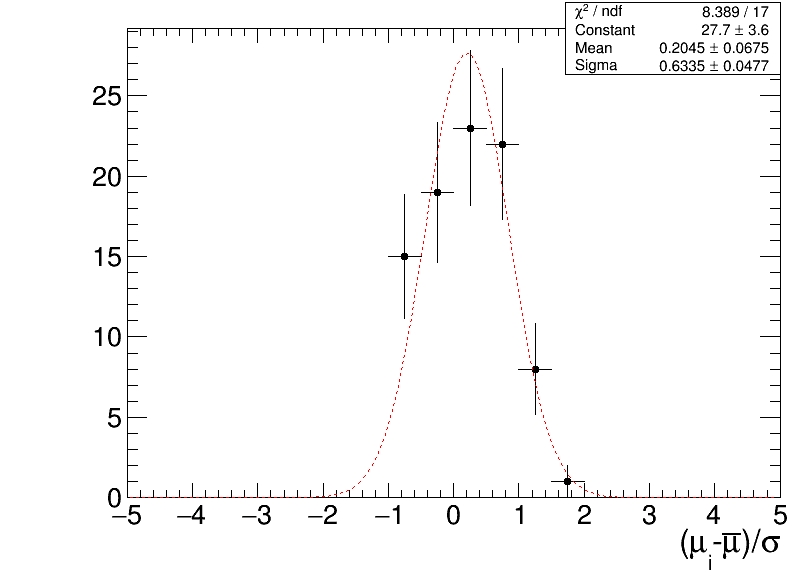 χ² / ndf 8.389 / 17
Constant 27.7 ± 3.6
Mean 0.2045 ± 0.0675
Sigma 0.6335 ± 0.0477
25
20
15
10
5
0
−5 −4 −3 −2 −1 0 1 2 3 4 5
(μ_i-μ̅)/σ